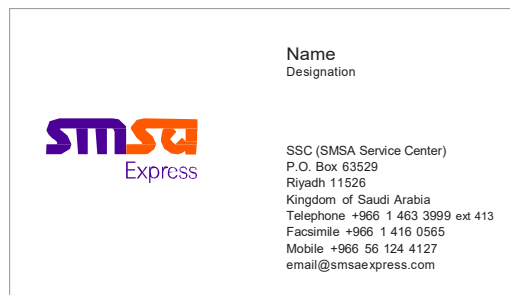 smsa
Express
Name
Designation
SSC (SMSA Service Center)
P.O. Box 63529
Riyadh 11526
Kingdom of Saudi Arabia
Telephone +966 1 463 3999 ext 413
Facsimile +966 1 416 0565
Mobile +966 56 124 4127
email@smsaexpress.com